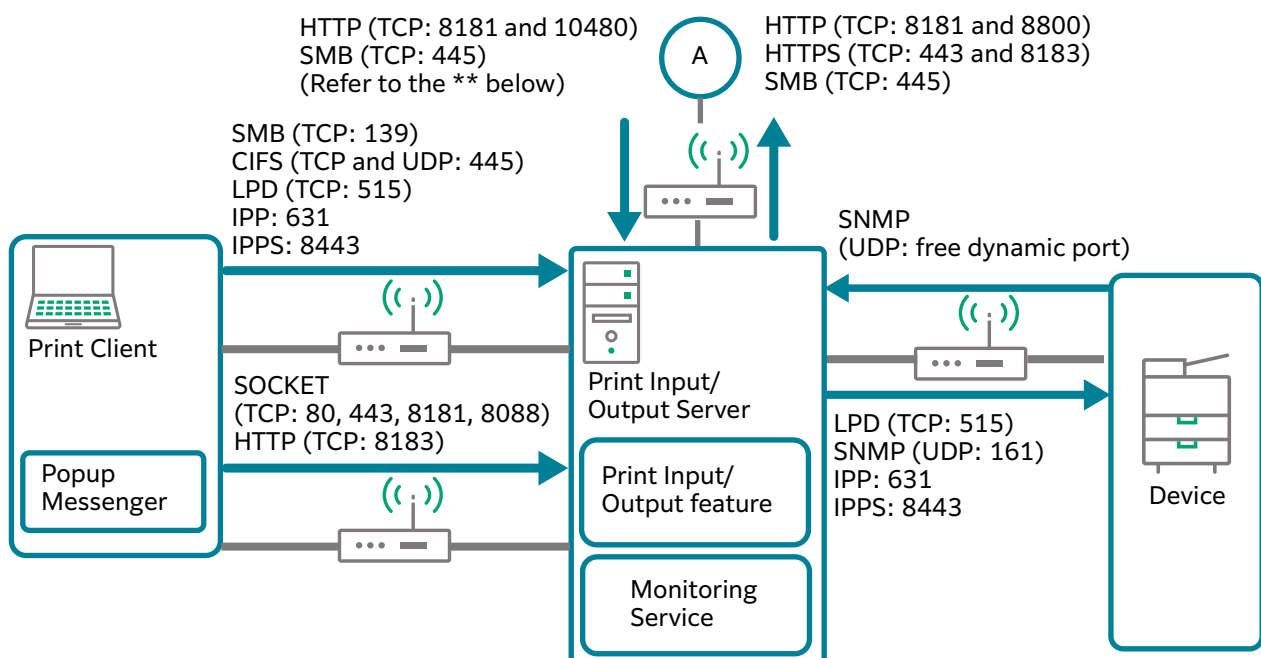 HTTP (TCP: 8181 and 10480)
SMB (TCP: 445)
(Refer to the ** below)
A
HTTP (TCP: 8181 and 8800)
HTTPS (TCP: 443 and 8183)
SMB (TCP: 445)
SMB (TCP: 139)
CIFS (TCP and UDP: 445)
LPD (TCP: 515)
IPP: 631
IPPS: 8443
SNMP
(UDP: free dynamic port)
Print Client
SOCKET
(TCP: 80, 443, 8181, 8088)
HTTP (TCP: 8183)
Popup
Messenger
Print Input/
Output Server
Print Input/
Output feature
Monitoring
Service
LPD (TCP: 515)
SNMP (UDP: 161)
IPP: 631
IPPS: 8443
Device